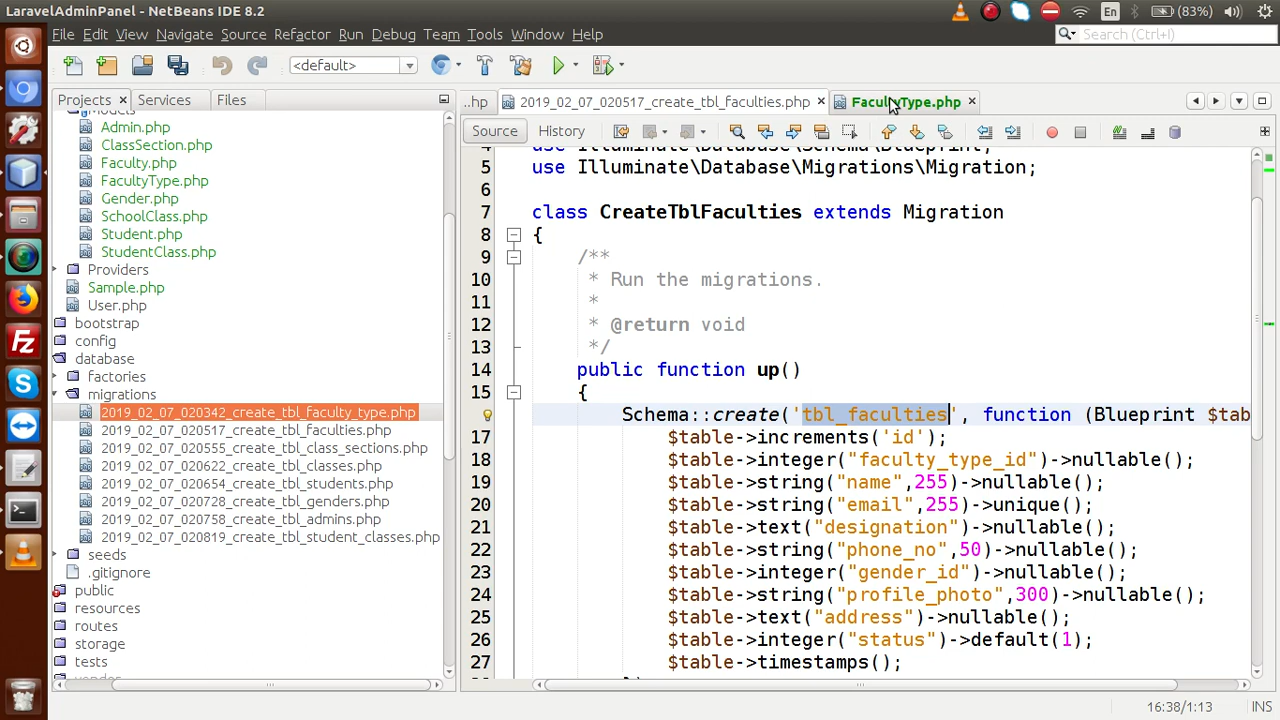 LaravelAdminPanel - NetBeans IDE 8.2
En
(83%)
File Edit View Navigate Source Refactor Run Debug Team Tools Window Help
Search (Ctrl+I)
<default>
Projects
Services
Files
..hp
2019_02_07_020517_create_tbl_faculties.php
FacultyType.php
Source
History
Models
Admin.php
ClassSection.php
Faculty.php
FacultyType.php
Gender.php
SchoolClass.php
Student.php
StudentClass.php
Providers
Sample.php
User.php
bootstrap
config
database
factories
migrations
2019_02_07_020342_create_tbl_faculty_type.php
2019_02_07_020517_create_tbl_faculties.php
2019_02_07_020555_create_tbl_class_sections.php
2019_02_07_020622_create_tbl_classes.php
2019_02_07_020654_create_tbl_students.php
2019_02_07_020728_create_tbl_genders.php
2019_02_07_020758_create_tbl_admins.php
2019_02_07_020819_create_tbl_student_classes.php
seeds
.gitignore
public
resources
routes
storage
tests
4 use Illuminate\Database\Schema\Blueprint;
5 use Illuminate\Database\Migrations\Migration;
6
7 class CreateTblFaculties extends Migration
8 {
9 /**
10 * Run the migrations.
11 *
12 * @return void
13 */
14 public function up()
15 {
Schema::create('tbl_faculties', function (Blueprint $tab
17 $table->increments('id');
18 $table->integer("faculty_type_id")->nullable();
19 $table->string("name",255)->nullable();
20 $table->string("email",255)->unique();
21 $table->text("designation")->nullable();
22 $table->string("phone_no",50)->nullable();
23 $table->integer("gender_id")->nullable();
24 $table->string("profile_photo",300)->nullable();
25 $table->text("address")->nullable();
26 $table->integer("status")->default(1);
27 $table->timestamps();
16:38/1:13
INS